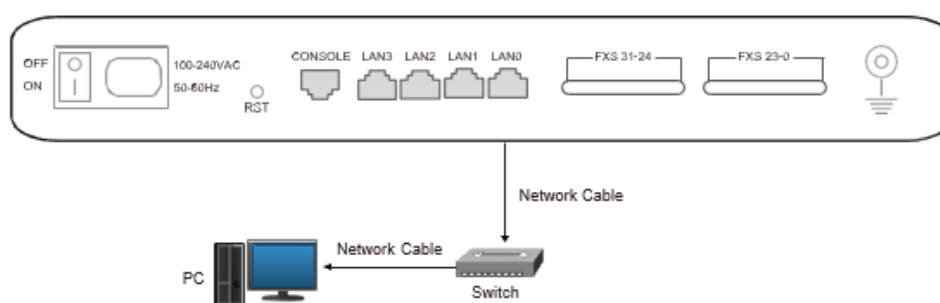 OFF
ON
100-240VAC
50-60Hz
RST
CONSOLE LAN3 LAN2 LAN1 LAN0
FXS 31-24
FXS 23-0
Network Cable
Network Cable
PC
Switch